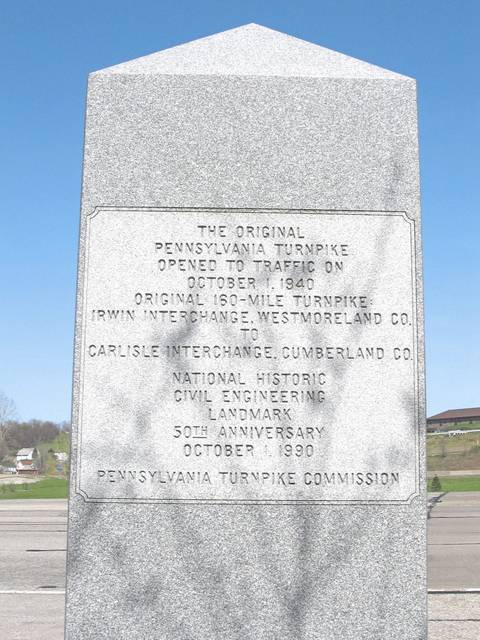 THE ORIGINAL
PENNSYLVANIA TURNPIKE
OPENED TO TRAFFIC ON
OCTOBER 1, 1940
ORIGINAL 160-MILE TURNPIKE:
IRWIN INTERCHANGE, WESTMORELAND CO.
TO
CARLISLE INTERCHANGE, CUMBERLAND CO.
NATIONAL HISTORIC
CIVIL ENGINEERING
LANDMARK
50TH ANNIVERSARY
OCTOBER 1, 1990
PENNSYLVANIA TURNPIKE COMMISSION